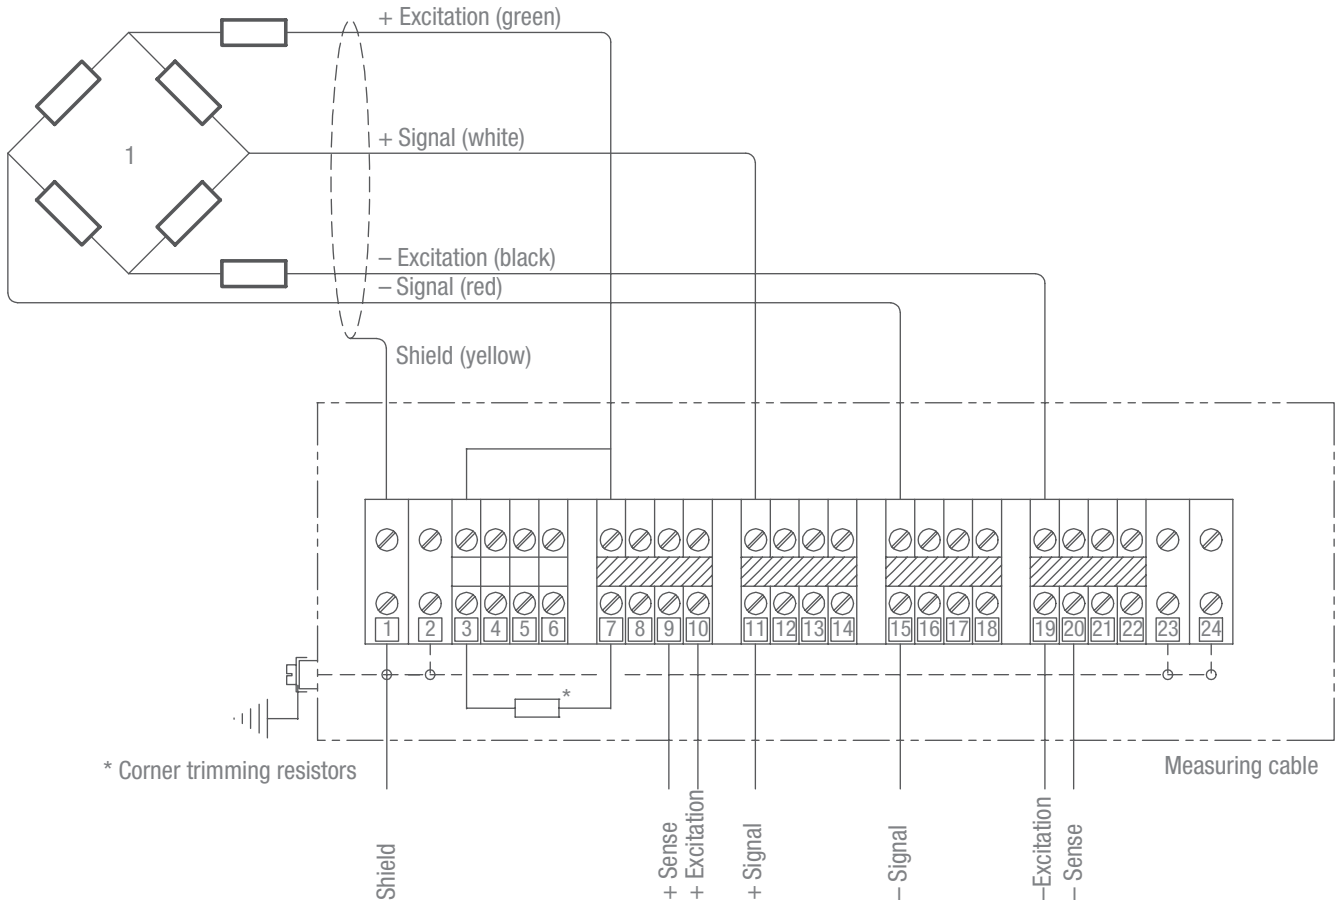 + Excitation (green)
1
+ Signal (white)
– Excitation (black)
– Signal (red)
Shield (yellow)
1 2 3 4 5 6 7 8 9 10 11 12 13 14 15 16 17 18 19 20 21 22 23 24
*
* Corner trimming resistors
Measuring cable
Shield
+ Sense
+ Excitation
+ Signal
– Signal
–Excitation
– Sense